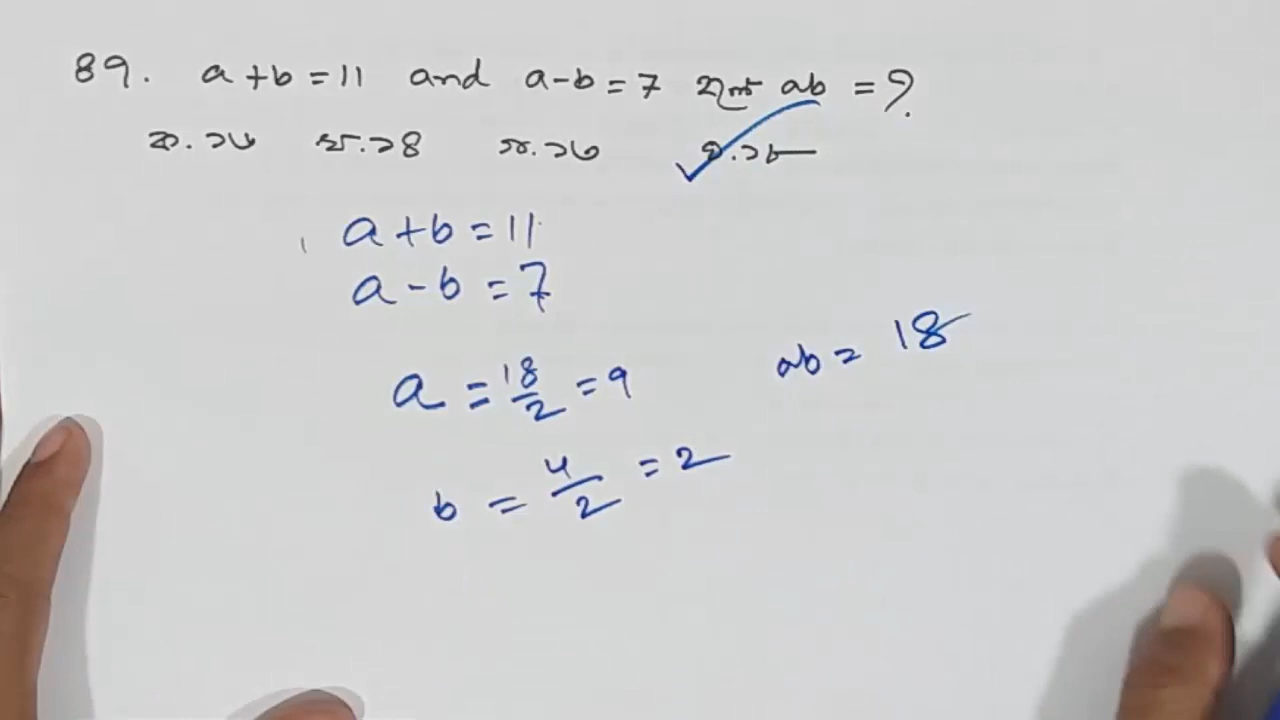 89. a+b=11 and a-b=7 হলে ab = ?
ক. ১৬ খ. ১৪ গ. ১৬ ঘ. ১৮
a+b=11
a-b=7
a = 18/2 = 9
ab = 18
b = 4/2 = 2